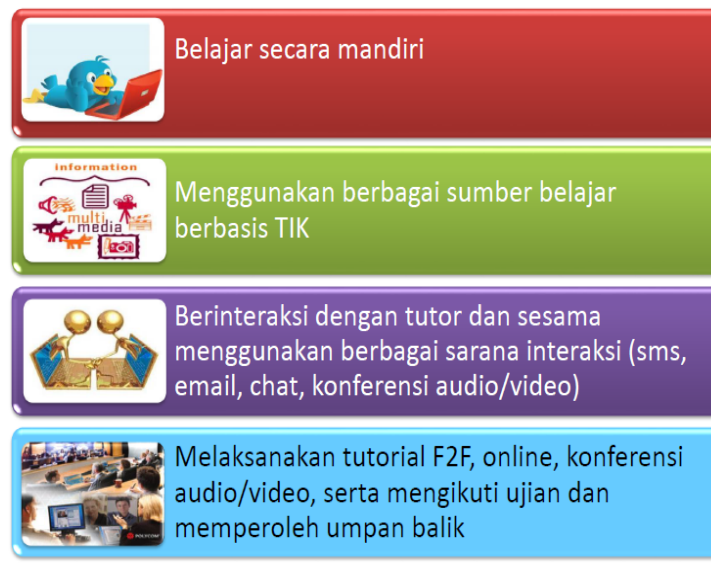 Belajar secara mandiri
information
multi
media
Menggunakan berbagai sumber belajar
berbasis TIK
Berinteraksi dengan tutor dan sesama
menggunakan berbagai sarana interaksi (sms,
email, chat, konferensi audio/video)
Melaksanakan tutorial F2F, online, konferensi
audio/video, serta mengikuti ujian dan
memperoleh umpan balik
POLYCOM